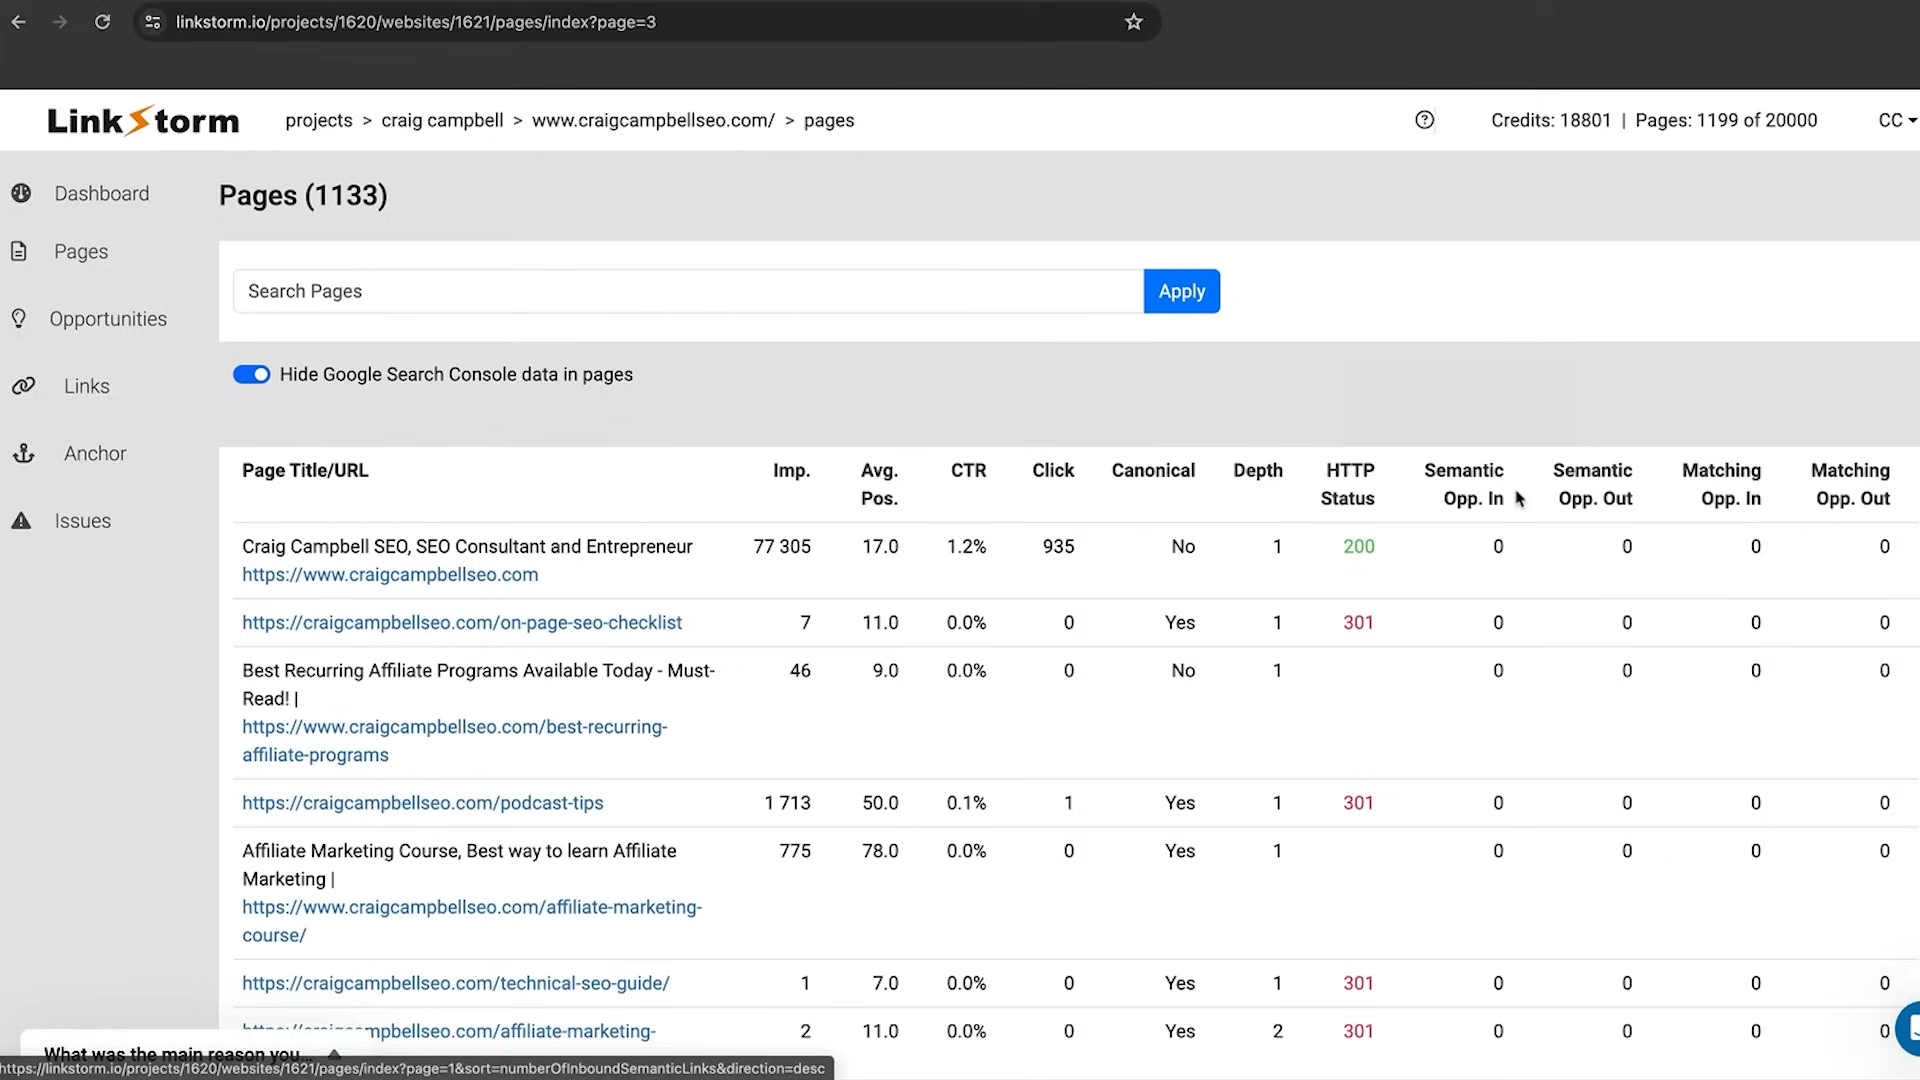 linkstorm.io/projects/1620/websites/1621/pages/index?page=3
LinkStorm
projects > craig campbell > www.craigcampbellseo.com/ > pages
Credits: 18801 | Pages: 1199 of 20000
CC
Dashboard
Pages
Opportunities
Links
Anchor
Issues
Pages (1133)
Search Pages
Apply
Hide Google Search Console data in pages
Page Title/URL Imp. Avg. Pos. CTR Click Canonical Depth HTTP Status Semantic Opp. In Semantic Opp. Out Matching Opp. In Matching Opp. Out
Craig Campbell SEO, SEO Consultant and Entrepreneur 77 305 17.0 1.2% 935 No 1 200 0 0 0 0
https://www.craigcampbellseo.com
https://craigcampbellseo.com/on-page-seo-checklist 7 11.0 0.0% 0 Yes 1 301 0 0 0 0
Best Recurring Affiliate Programs Available Today - Must- 46 9.0 0.0% 0 No 1 0 0 0 0
Read! |
https://www.craigcampbellseo.com/best-recurring-
affiliate-programs
https://craigcampbellseo.com/podcast-tips 1 713 50.0 0.1% 1 Yes 1 301 0 0 0 0
Affiliate Marketing Course, Best way to learn Affiliate 775 78.0 0.0% 0 Yes 1 0 0 0 0
Marketing |
https://www.craigcampbellseo.com/affiliate-marketing-
course/
https://craigcampbellseo.com/technical-seo-guide/ 1 7.0 0.0% 0 Yes 1 301 0 0 0 0
mpbellseo.com/affiliate-marketing- 2 11.0 0.0% 0 Yes 2 301 0 0 0 0
What was the main reason you...
https://linkstorm.io/projects/1620/websites/1621/pages/index?page=1&sort=numberOfInboundSemanticLinks&direction=desc